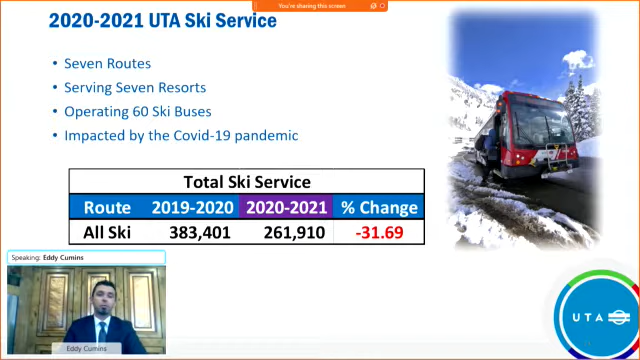 You're sharing this screen
2020-2021 UTA Ski Service
• Seven Routes
• Serving Seven Resorts
• Operating 60 Ski Buses
• Impacted by the Covid-19 pandemic
Total Ski Service
Route 2019-2020 2020-2021 % Change
All Ski 383,401 261,910 -31.69
Speaking: Eddy Cumins
Eddy Cumins
UTA